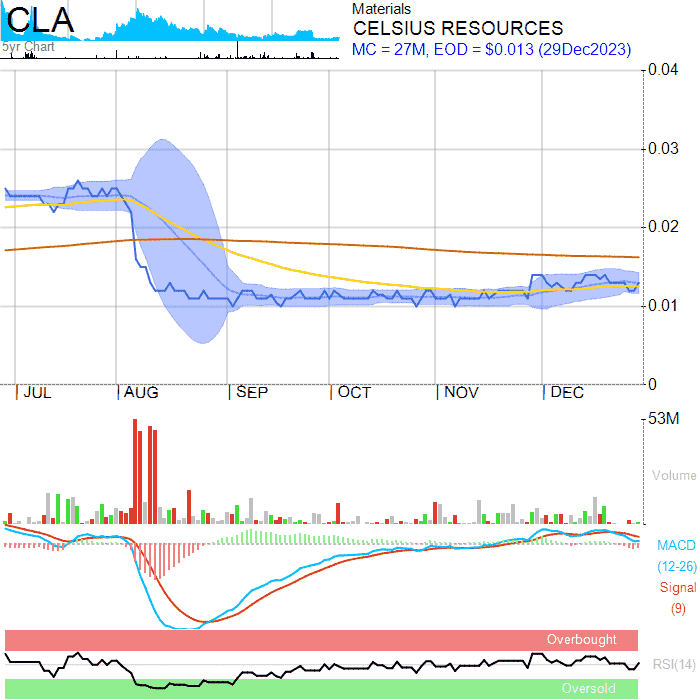 CLA
5yr Chart
Materials
CELSIUS RESOURCES
MC = 27M, EOD = $0.013 (29Dec2023)
0.04
0.03
0.02
0.01
0
JUL AUG SEP OCT NOV DEC
53M
Volume
MACD
(12-26)
Signal
(9)
Overbought
RSI(14)
Oversold